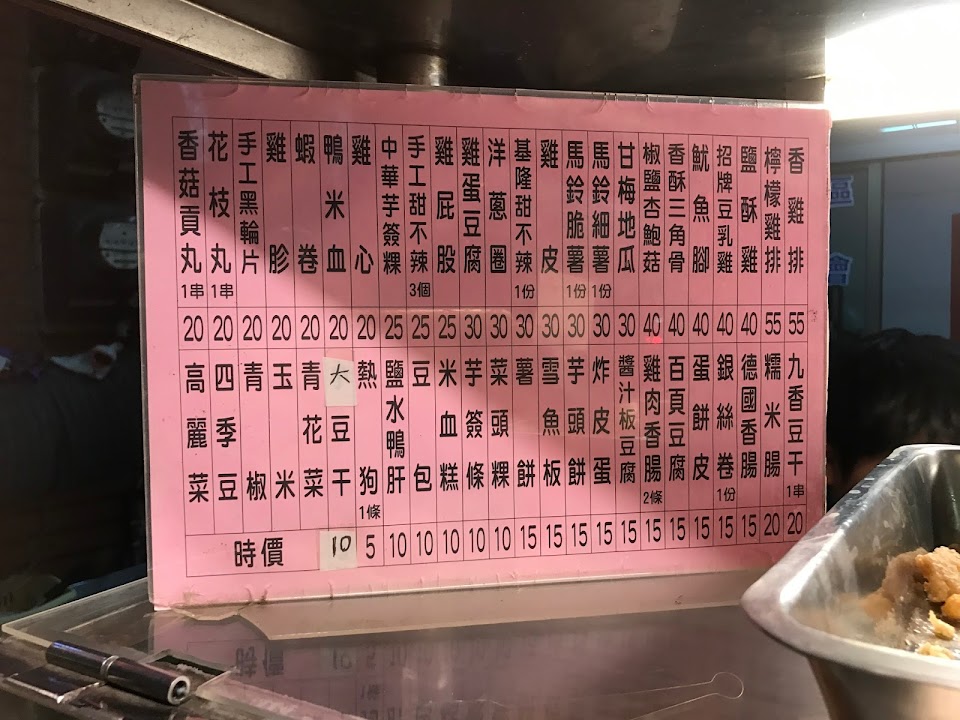 香雞排 55
檸檬雞排 55
鹽酥雞 40
招牌豆乳雞 40
魷魚腳 40
香酥三角骨 40
椒鹽杏鮑菇 40
甘梅地瓜 30
馬鈴細薯 1份 30
馬鈴脆薯 1份 30
雞皮 30
基隆甜不辣 1份 30
洋蔥圈 30
雞蛋豆腐 30
雞屁股 25
手工甜不辣 3個 25
中華芋簽粿 25
雞心 20
鴨米血 20
蝦卷 20
雞胗 20
手工黑輪片 20
花枝丸 1串 20
香菇貢丸 1串 20
九香豆干 1串 20
糯米腸 20
德國香腸 15
銀絲卷 1份 15
蛋餅皮 15
百頁豆腐 15
雞肉香腸 2條 15
醬汁板豆腐 15
炸皮蛋 15
芋頭餅 15
雪魚板 15
薯餅 15
菜頭粿 10
芋簽條 10
米血糕 10
豆包 10
鹽水鴨肝 10
熱狗 1條 5
大豆干 10
青花菜
玉米
青椒
四季豆
高麗菜
時價